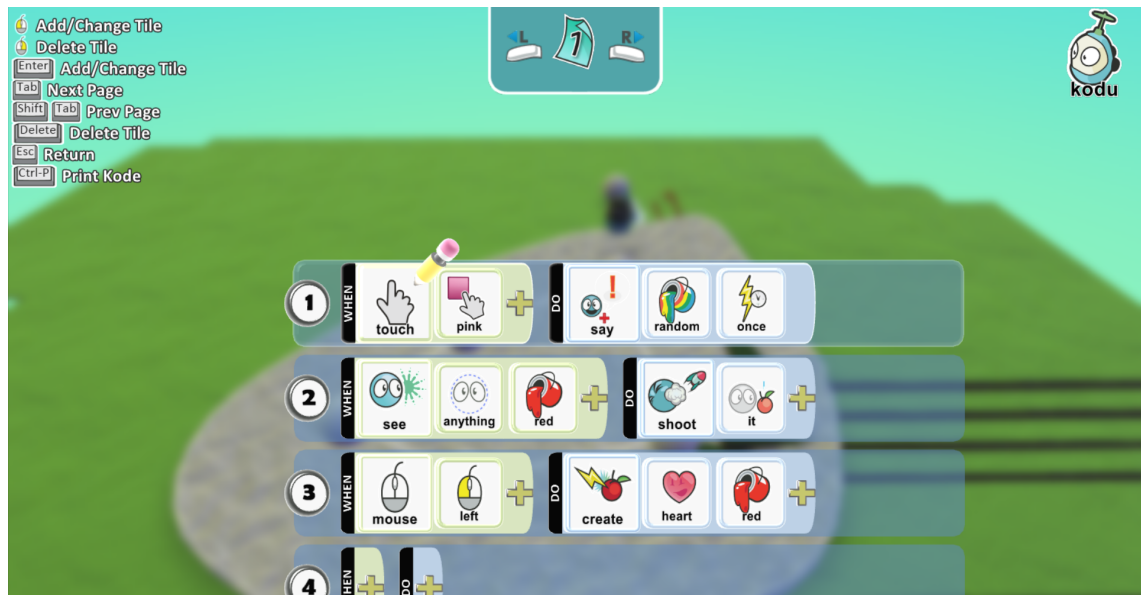 Add/Change Tile
Delete Tile
Enter Add/Change Tile
Tab Next Page
Shift Tab Prev Page
Delete Delete Tile
Esc Return
Ctrl-P Print Kode
L 1 R
kodu
1 WHEN touch pink DO say random once
2 WHEN see anything red DO shoot it
3 WHEN mouse left DO create heart red
4 WHEN DO